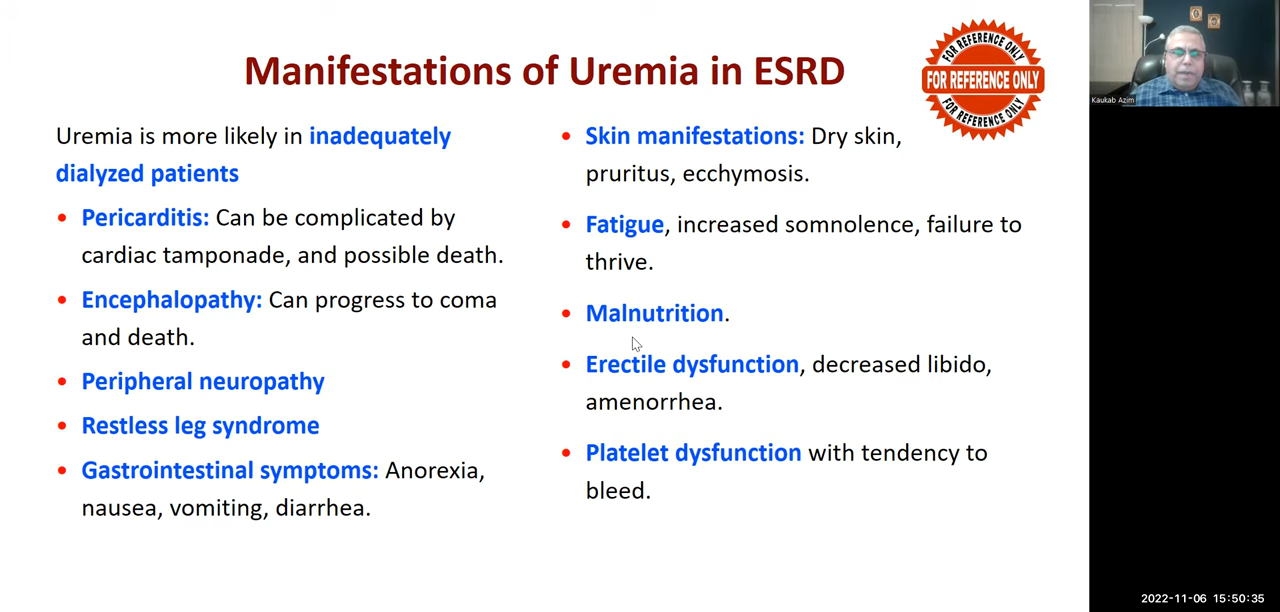 Manifestations of Uremia in ESRD
FOR REFERENCE ONLY
FOR REFERENCE ONLY
FOR REFERENCE ONLY
Kaukab Azim
Uremia is more likely in inadequately
dialyzed patients
• Pericarditis: Can be complicated by
cardiac tamponade, and possible death.
• Encephalopathy: Can progress to coma
and death.
• Peripheral neuropathy
• Restless leg syndrome
• Gastrointestinal symptoms: Anorexia,
nausea, vomiting, diarrhea.
• Skin manifestations: Dry skin,
pruritus, ecchymosis.
• Fatigue, increased somnolence, failure to
thrive.
• Malnutrition.
• Erectile dysfunction, decreased libido,
amenorrhea.
• Platelet dysfunction with tendency to
bleed.
2022-11-06 15:50:35